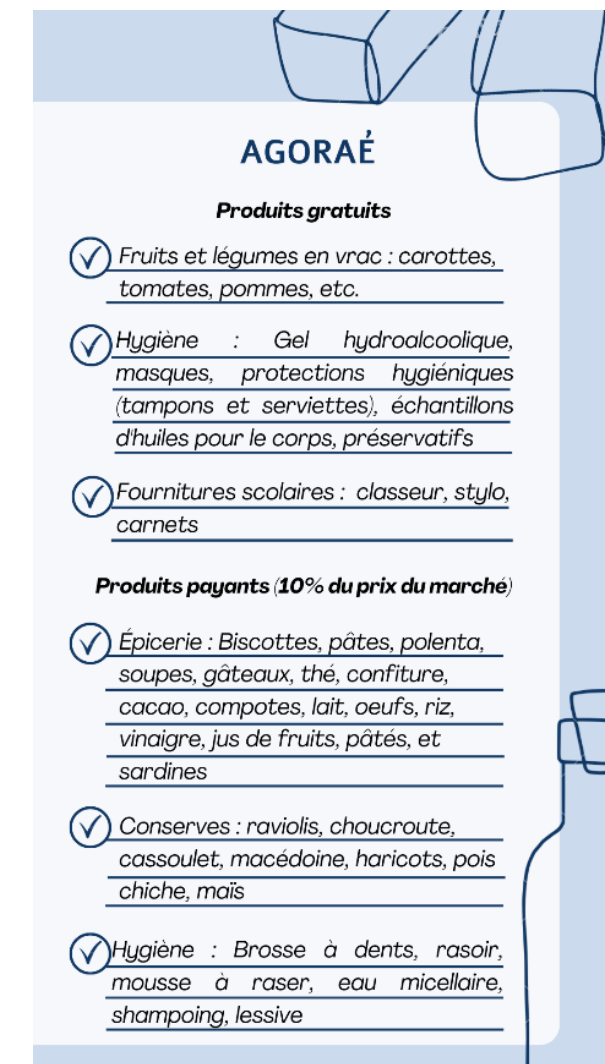 AGORAÉ
Produits gratuits
Fruits et légumes en vrac : carottes,
tomates, pommes, etc.
Hygiène : Gel hydroalcoolique,
masques, protections hygiéniques
(tampons et serviettes), échantillons
d'huiles pour le corps, préservatifs
Fournitures scolaires : classeur, stylo,
carnets
Produits payants (10% du prix du marché)
Épicerie : Biscottes, pâtes, polenta,
soupes, gâteaux, thé, confiture,
cacao, compotes, lait, oeufs, riz,
vinaigre, jus de fruits, pâtés, et
sardines
Conserves : raviolis, choucroute,
cassoulet, macédoine, haricots, pois
chiche, maïs
Hygiène : Brosse à dents, rasoir,
mousse à raser, eau micellaire,
shampoing, lessive